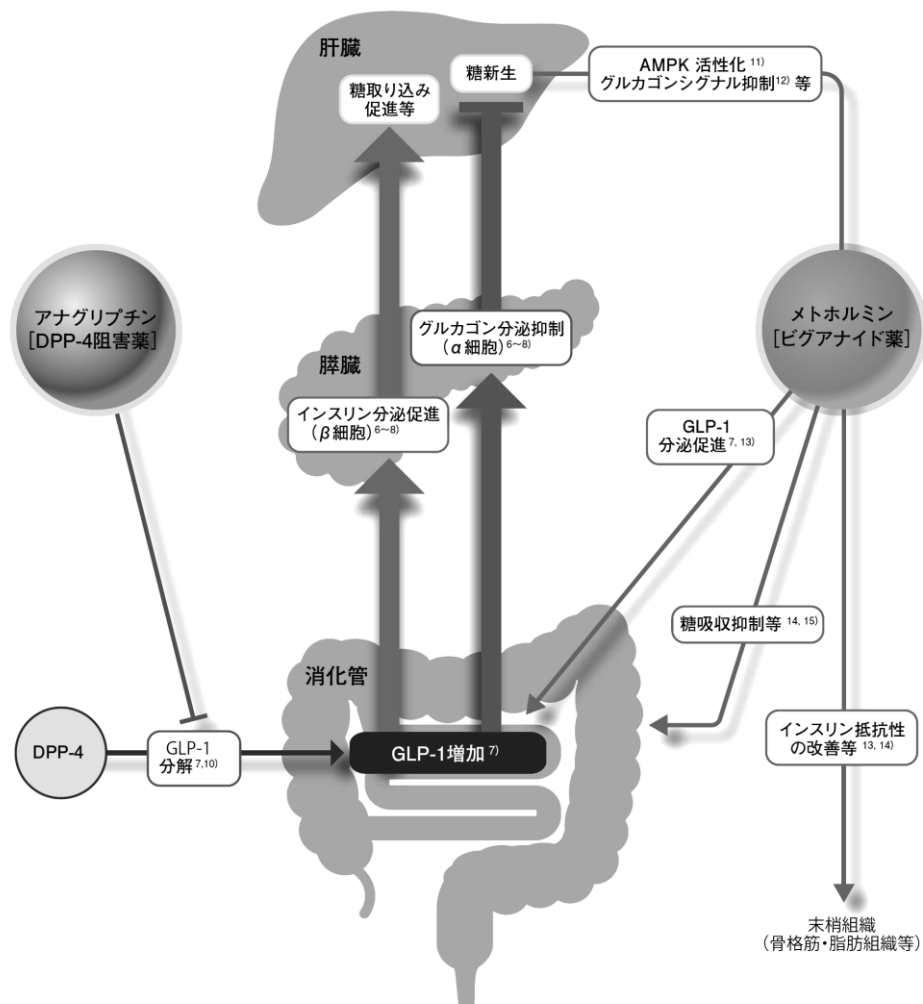 肝臓
糖取り込み
促進等
糖新生
AMPK 活性化 11)
グルカゴンシグナル抑制12) 等
アナグリプチン
[DPP-4阻害薬]
メトホルミン
[ビグアナイド薬]
膵臓
グルカゴン分泌抑制
(α細胞) 6〜8)
インスリン分泌促進
(β細胞) 6〜8)
GLP-1
分泌促進 7, 13)
糖吸収抑制等 14, 15)
消化管
DPP-4
GLP-1
分解 7,10)
GLP-1増加 7)
インスリン抵抗性
の改善等 13, 14)
末梢組織
(骨格筋・脂肪組織等)